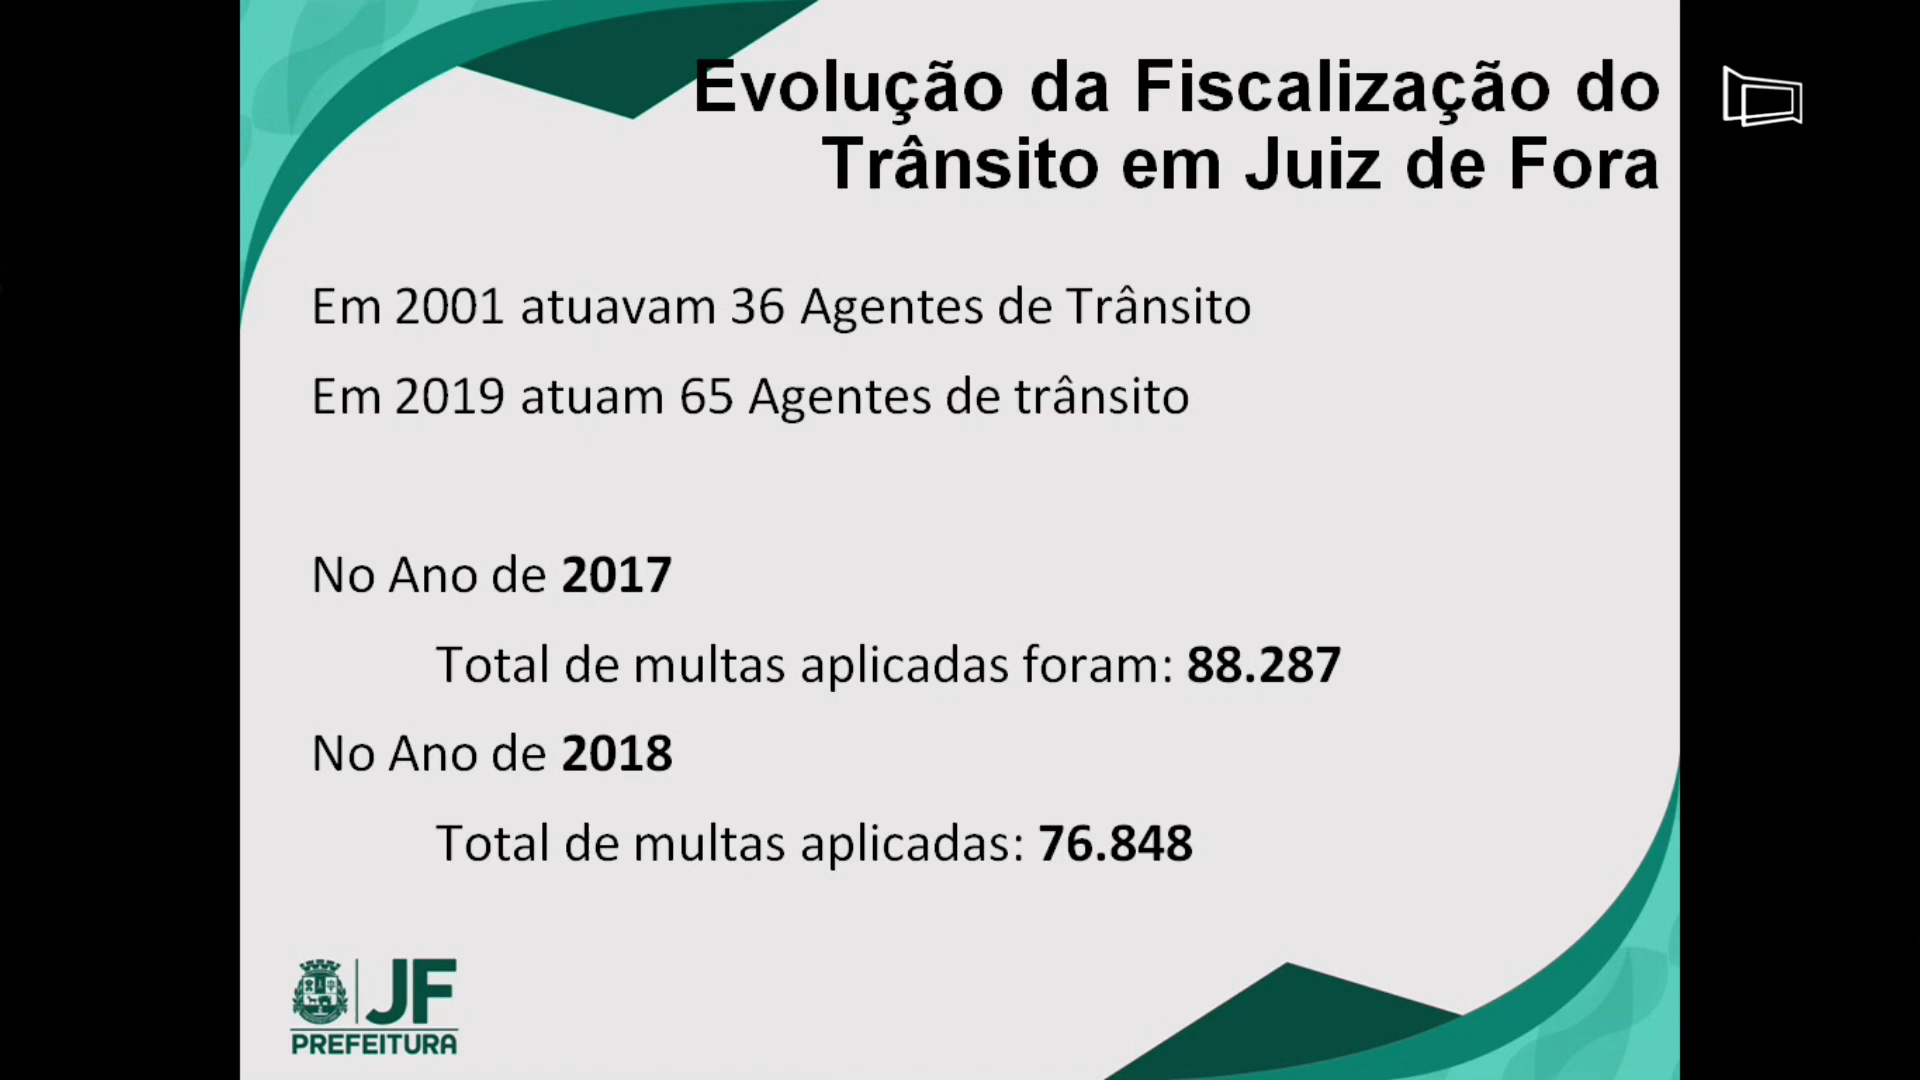 Evolução da Fiscalização do
Trânsito em Juiz de Fora
Em 2001 atuavam 36 Agentes de Trânsito
Em 2019 atuam 65 Agentes de trânsito
No Ano de 2017
Total de multas aplicadas foram: 88.287
No Ano de 2018
Total de multas aplicadas: 76.848
JF
PREFEITURA